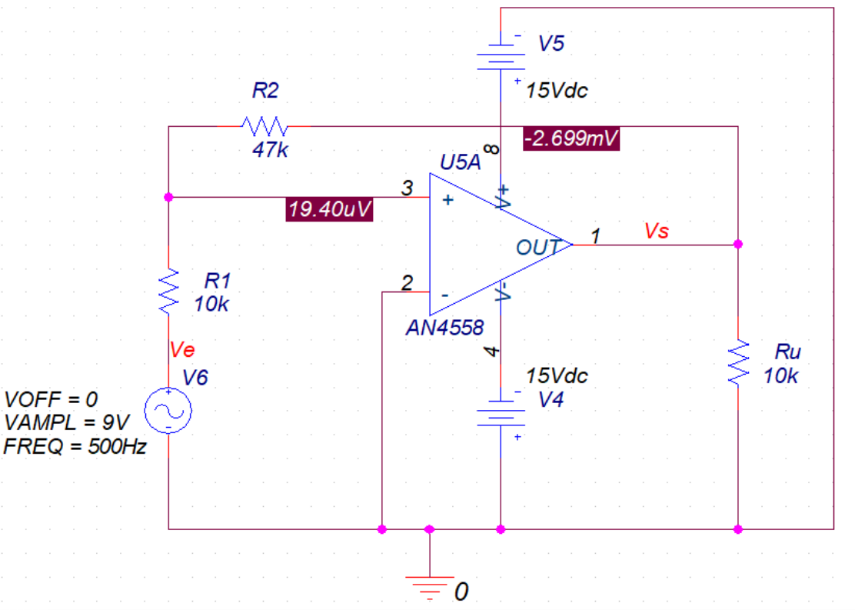 -
V5
+
15Vdc
R2
47k
-2.699mV
8
U5A
V+
3
+
19.40uV
OUT
1
Vs
2
-
V-
AN4558
R1
10k
4
Ve
V6
+
-
VOFF = 0
VAMPL = 9V
FREQ = 500Hz
15Vdc
-
V4
+
Ru
10k
0